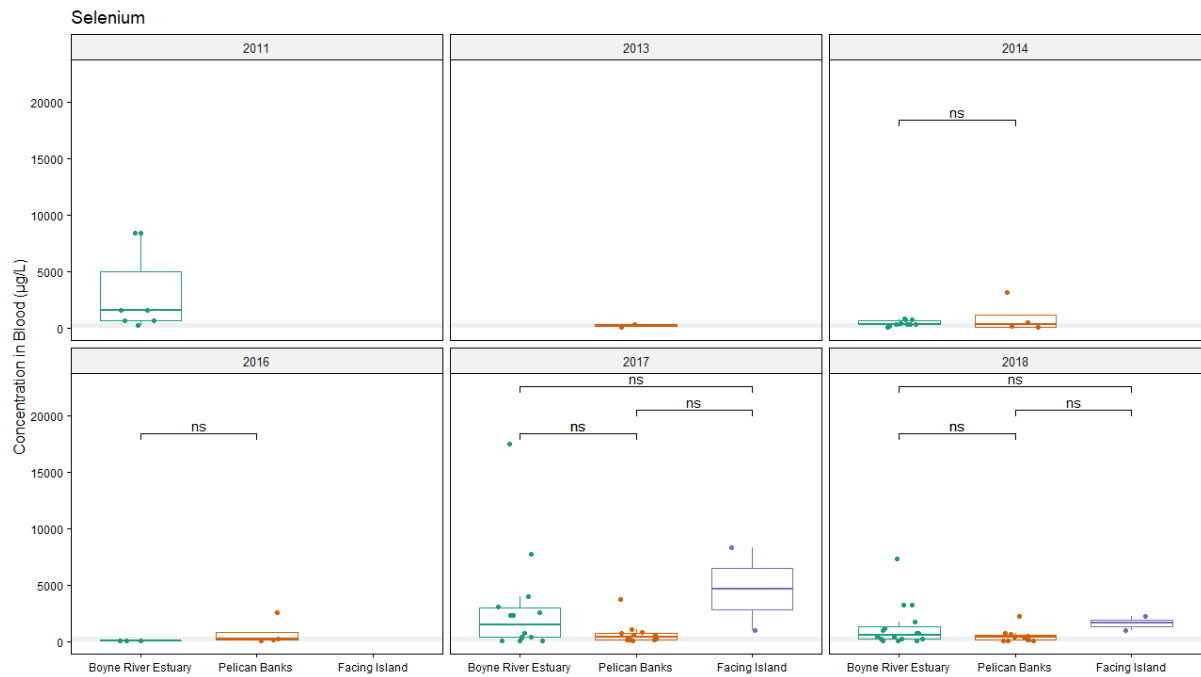 Selenium
2011 2013 2014
20000
15000
10000
5000
0
ns
Concentration in Blood (µg/L)
2016 2017 2018
20000
15000
10000
5000
0
ns
ns
ns
ns
ns
ns
ns
Boyne River Estuary Pelican Banks Facing Island Boyne River Estuary Pelican Banks Facing Island Boyne River Estuary Pelican Banks Facing Island